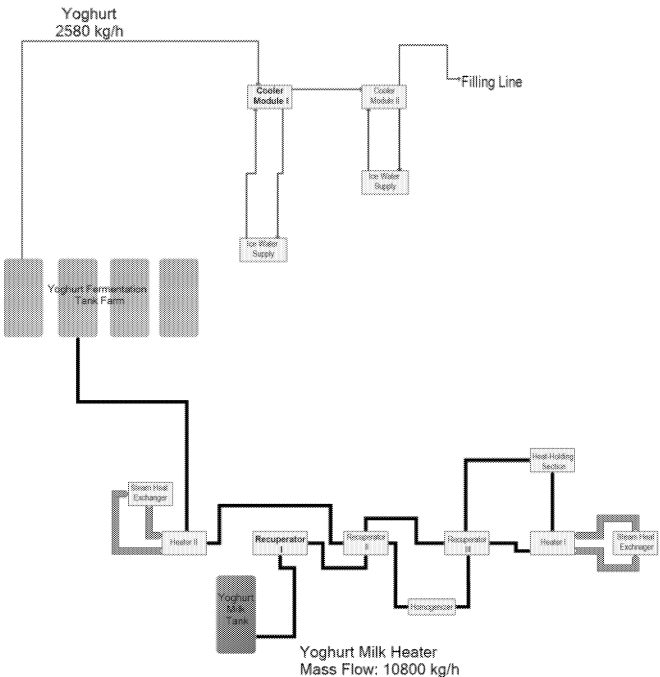 Yoghurt
2580 kg/h
Cooler
Module I
Cooler
Module II
Filling Line
Ice Water
Supply
Ice Water
Supply
Yoghurt Fermentation
Tank Farm
Heat-Holding
Section
Steam Heat
Exchanger
Heater II
Recuperator
I
Recuperator
II
Recuperator
III
Heater I
Steam Heat
Exchnager
Yoghurt
Milk
Tank
Homogenizer
Yoghurt Milk Heater
Mass Flow: 10800 kg/h